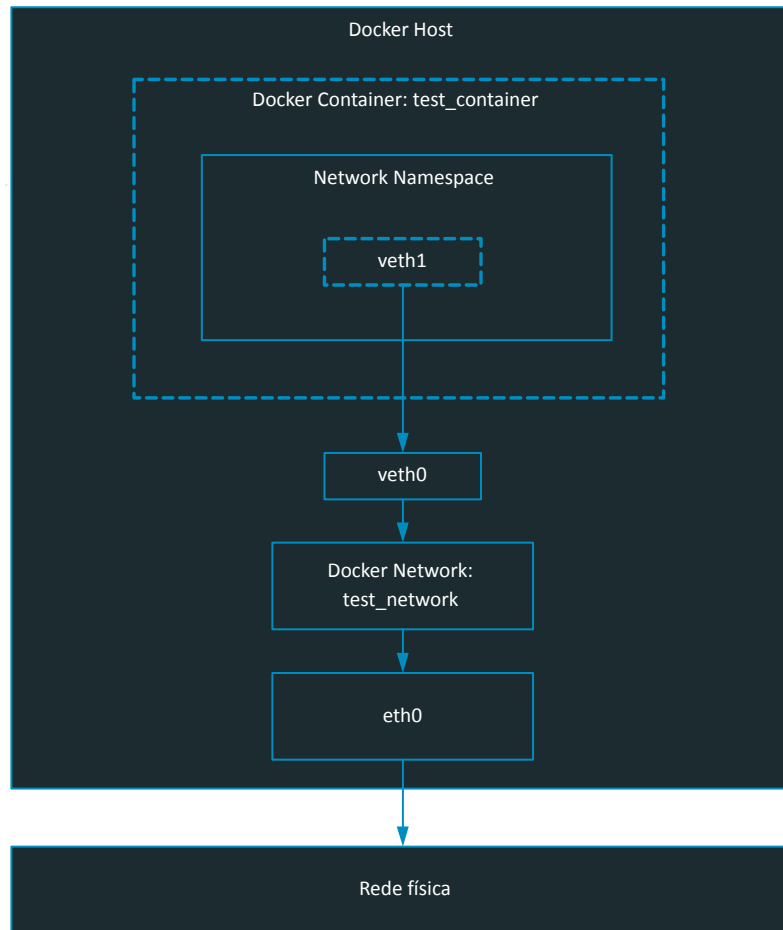 Docker Host
Docker Container: test_container
Network Namespace
veth1
veth0
Docker Network:
test_network
eth0
Rede física